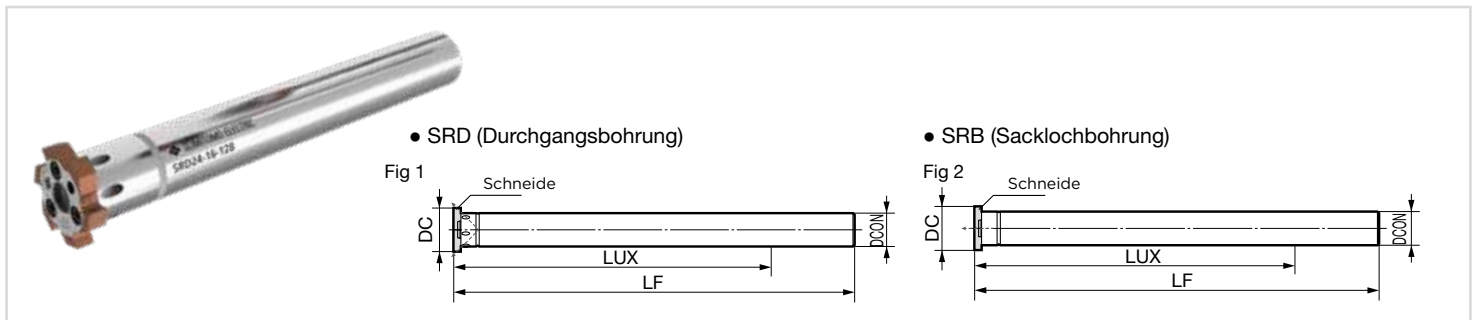 SRD24-16-128
● SRD (Durchgangsbohrung)
Fig 1
Schneide
DC
DCON
LUX
LF
● SRB (Sacklochbohrung)
Fig 2
Schneide
DC
DCON
LUX
LF